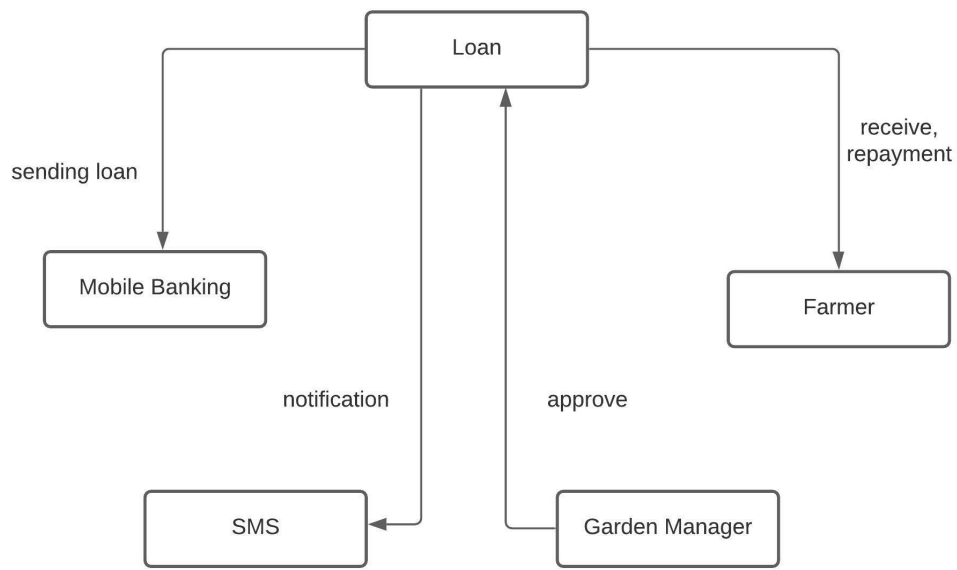 Loan
receive,
repayment
sending loan
Mobile Banking
Farmer
notification
approve
SMS
Garden Manager